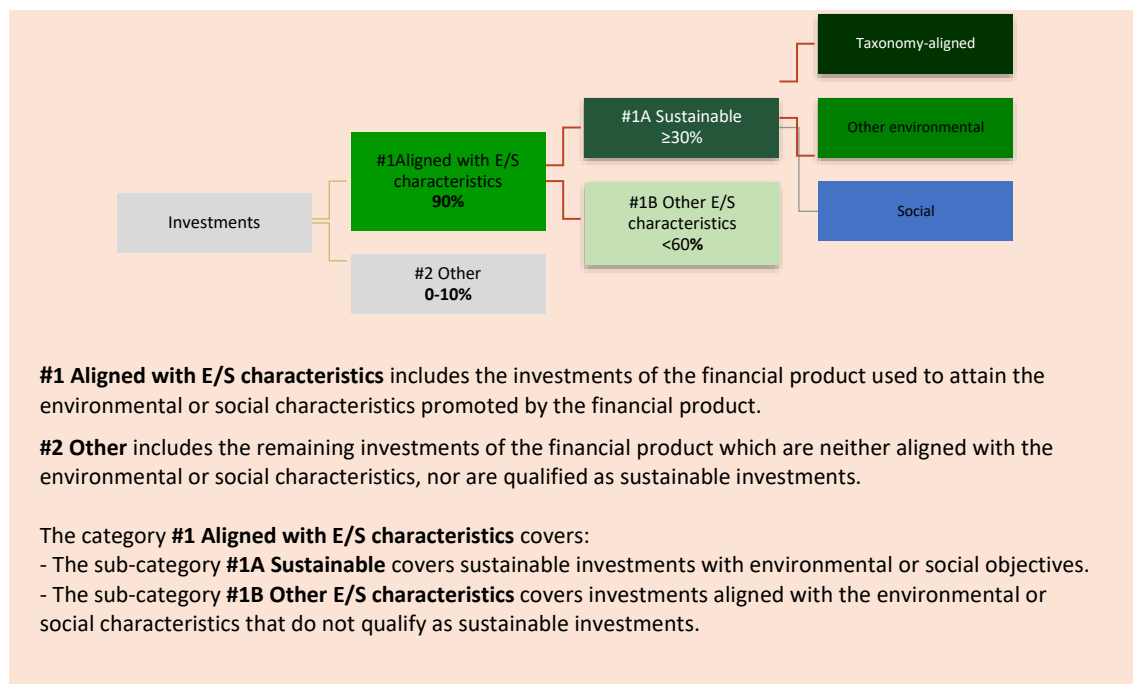 Taxonomy-aligned
#1A Sustainable
≥30%
Other environmental
#1Aligned with E/S
characteristics
90%
#1B Other E/S
characteristics
<60%
Social
Investments
#2 Other
0-10%
#1 Aligned with E/S characteristics includes the investments of the financial product used to attain the
environmental or social characteristics promoted by the financial product.
#2 Other includes the remaining investments of the financial product which are neither aligned with the
environmental or social characteristics, nor are qualified as sustainable investments.
The category #1 Aligned with E/S characteristics covers:
- The sub-category #1A Sustainable covers sustainable investments with environmental or social objectives.
- The sub-category #1B Other E/S characteristics covers investments aligned with the environmental or
social characteristics that do not qualify as sustainable investments.